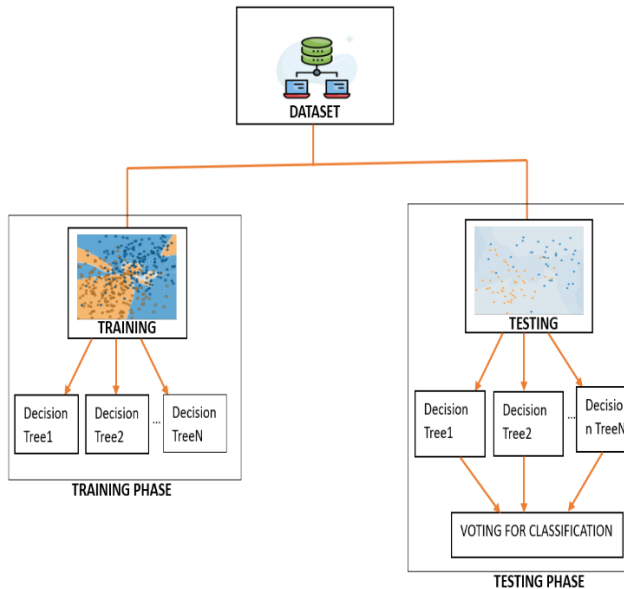 DATASET
TRAINING
Decision
Tree1
Decision
Tree2
...
Decision
TreeN
TRAINING PHASE
TESTING
Decision
Tree1
Decision
Tree2
...
Decisio
n TreeN
VOTING FOR CLASSIFICATION
TESTING PHASE